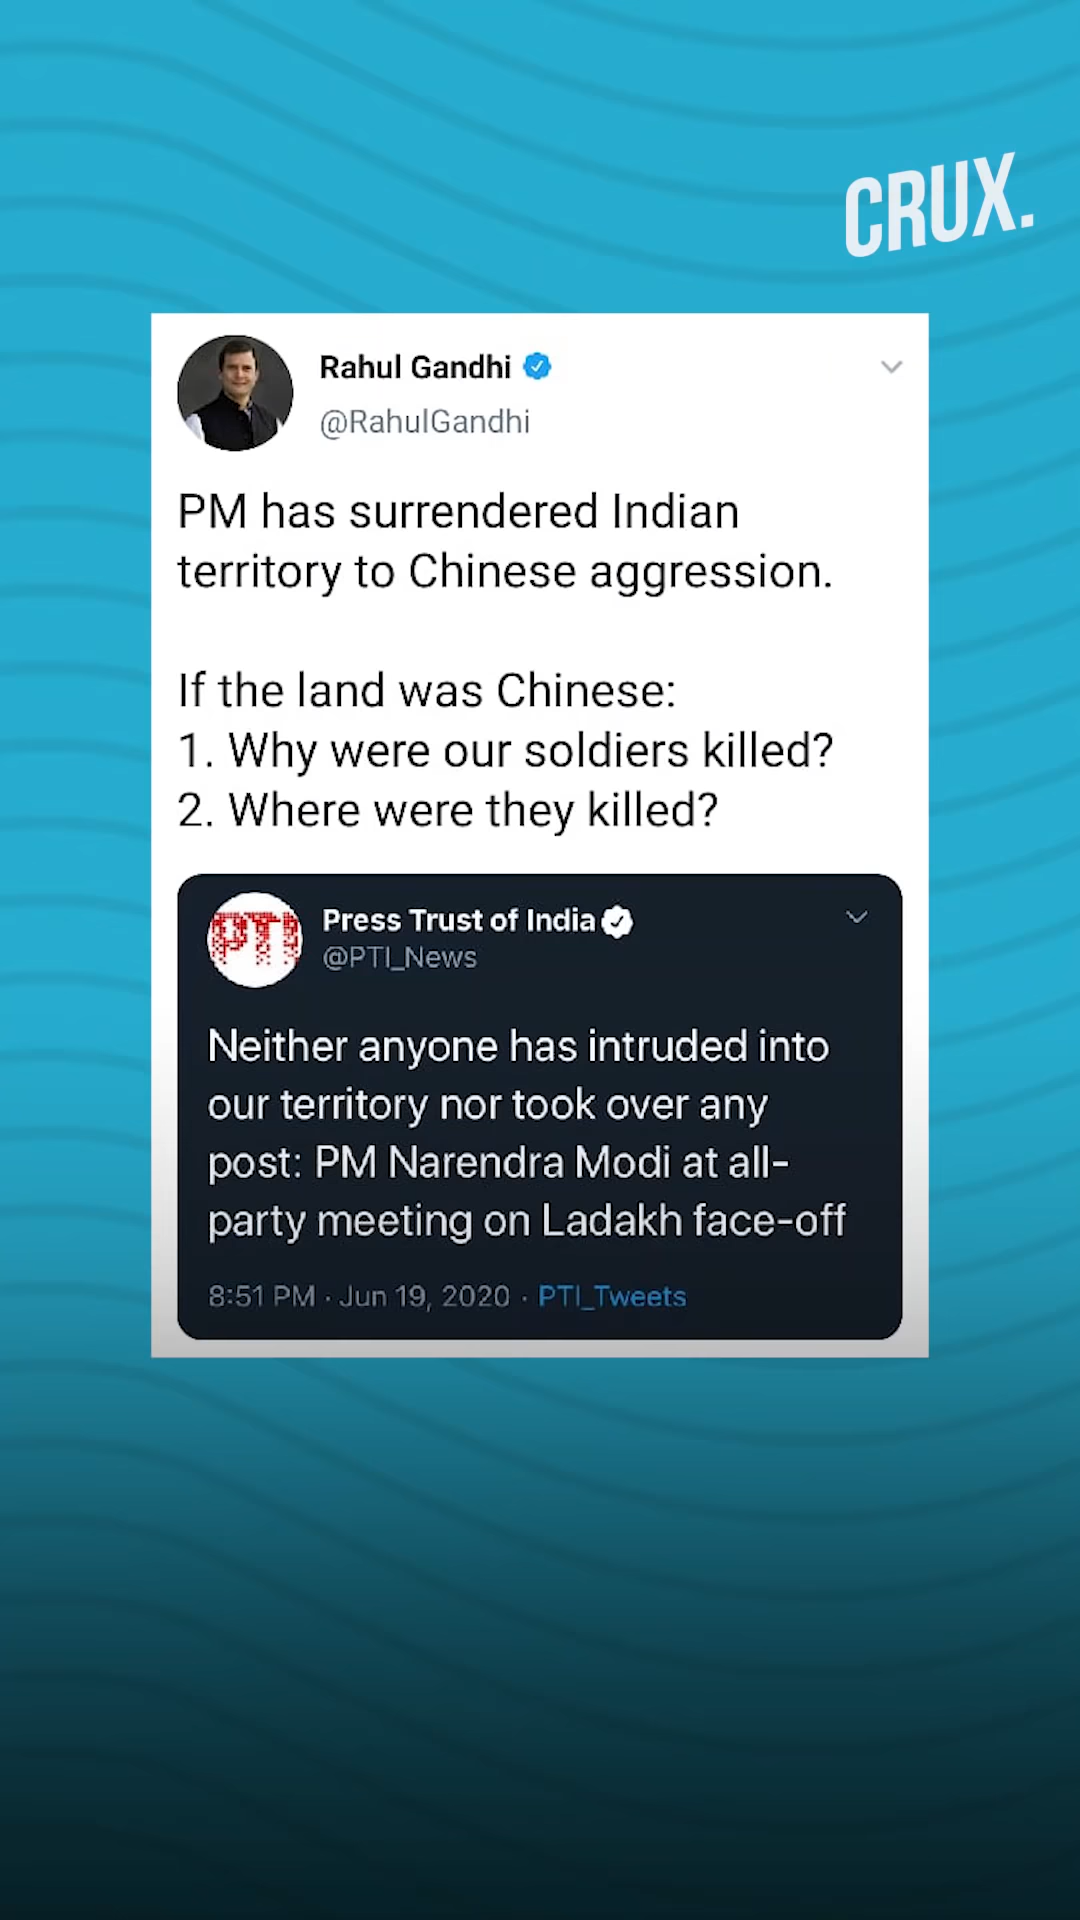 CRUX.
Rahul Gandhi
@RahulGandhi
PM has surrendered Indian
territory to Chinese aggression.
If the land was Chinese:
1. Why were our soldiers killed?
2. Where were they killed?
PTI
Press Trust of India
@PTI_News
Neither anyone has intruded into
our territory nor took over any
post: PM Narendra Modi at all-
party meeting on Ladakh face-off
8:51 PM · Jun 19, 2020 · PTI_Tweets